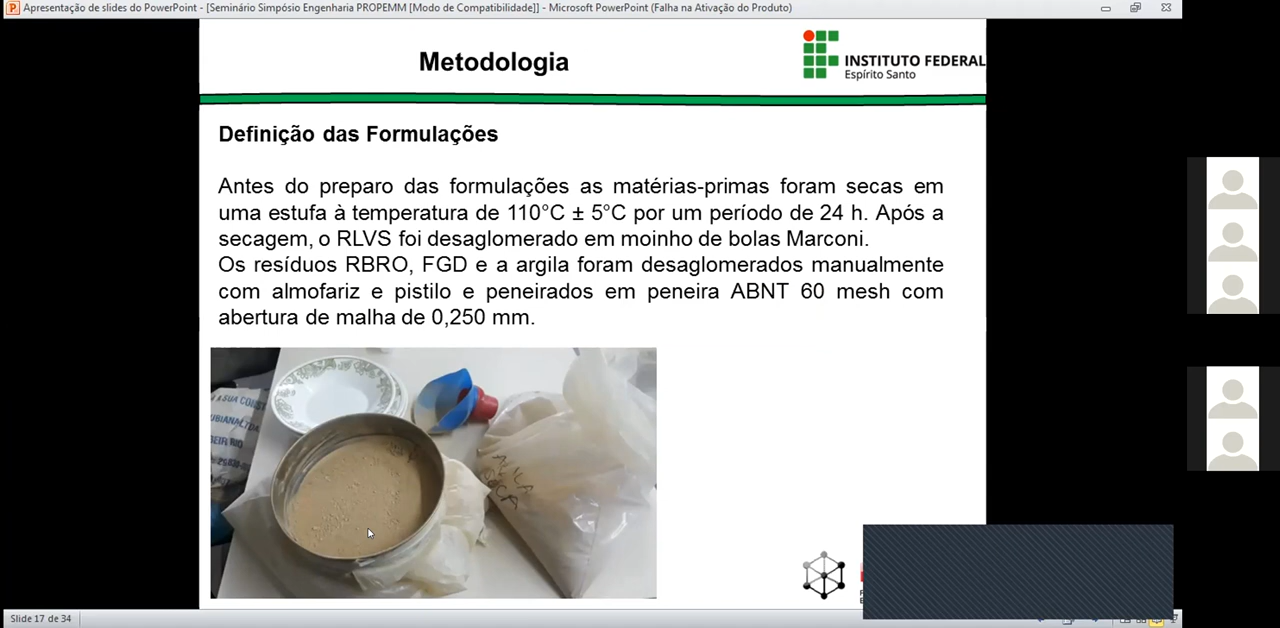 Apresentação de slides do PowerPoint - [Seminário Simpósio Engenharia PROPEMM [Modo de Compatibilidade]] - Microsoft PowerPoint (Falha na Ativação do Produto)
Metodologia
INSTITUTO FEDERAL
Espírito Santo
Definição das Formulações
Antes do preparo das formulações as matérias-primas foram secas em
uma estufa à temperatura de 110°C ± 5°C por um período de 24 h. Após a
secagem, o RLVS foi desaglomerado em moinho de bolas Marconi.
Os resíduos RBRO, FGD e a argila foram desaglomerados manualmente
com almofariz e pistilo e peneirados em peneira ABNT 60 mesh com
abertura de malha de 0,250 mm.
A SUA CONST
Slide 17 de 34